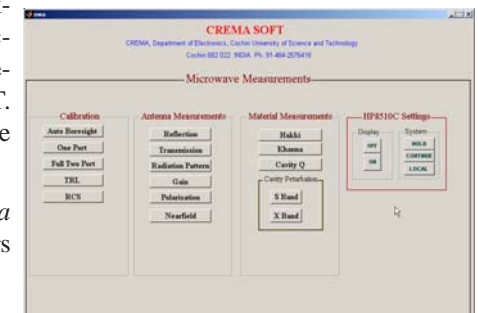 CREMA SOFT
CREMA, Department of Electronics, Cochin University of Science and Technology
Cochin 682 022 INDIA Ph. 91-484-2576418
Microwave Measurements
Calibration
Auto Boresight
One Port
Full Two Port
TRL
RCS
Antenna Measurements
Reflection
Transmission
Radiation Pattern
Gain
Polarisation
Nearfield
Material Measurements
Hakki
Khanna
Cavity Q
Cavity Perturbation
S Band
X Band
HP8510C Settings
Display
OFF
ON
System
HOLD
CONTINUE
LOCAL
T.
e
a
s